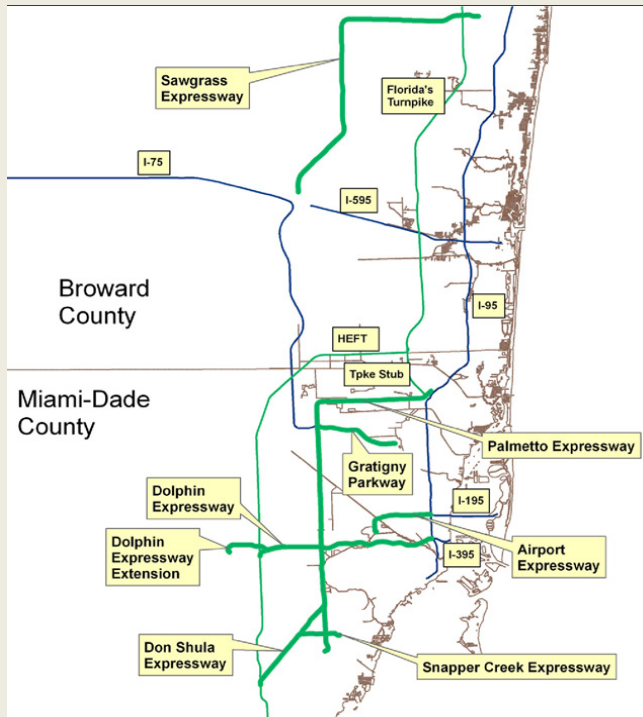 Sawgrass
Expressway
Florida's
Turnpike
I-75
I-595
Broward
County
I-95
HEFT
Tpke Stub
Miami-Dade
County
Palmetto Expressway
Gratigny
Parkway
Dolphin
Expressway
I-195
Dolphin
Expressway
Extension
I-395
Airport
Expressway
Don Shula
Expressway
Snapper Creek Expressway